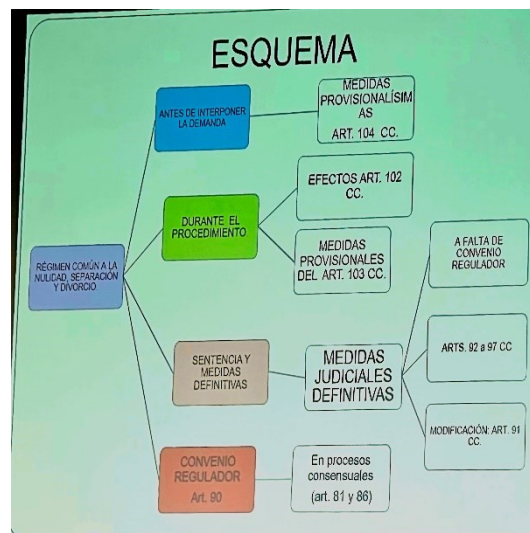 ESQUEMA
ANTES DE INTERPONER
LA DEMANDA
MEDIDAS
PROVISIONALÍSIM
AS
ART. 104 CC.
DURANTE EL
PROCEDIMIENTO
EFECTOS ART. 102
CC.
MEDIDAS
PROVISIONALES
DEL ART. 103 CC.
RÉGIMEN COMÚN A LA
NULIDAD, SEPARACIÓN
Y DIVORCIO.
SENTENCIA Y
MEDIDAS
DEFINITIVAS
MEDIDAS
JUDICIALES
DEFINITIVAS
A FALTA DE
CONVENIO
REGULADOR
ARTS. 92 a 97 CC
MODIFICACIÓN: ART. 91
CC.
CONVENIO
REGULADOR
Art. 90
En procesos
consensuales
(art. 81 y 86)